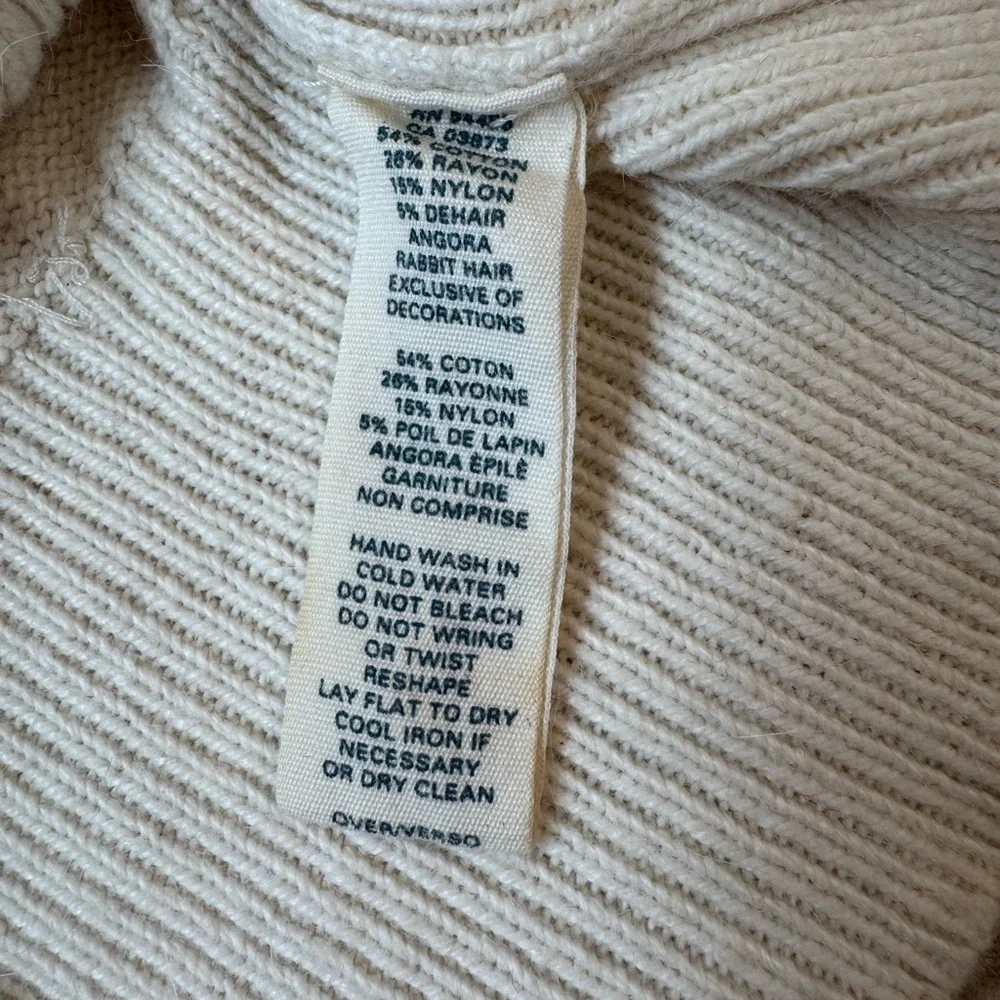 CA 03873
54% COTTON
26% RAYON
15% NYLON
5% DEHAIR
ANGORA
RABBIT HAIR
EXCLUSIVE OF
DECORATIONS
54% COTON
26% RAYONNE
15% NYLON
5% POIL DE LAPIN
ANGORA ÉPILÉ
GARNITURE
NON COMPRISE
HAND WASH IN
COLD WATER
DO NOT BLEACH
DO NOT WRING
OR TWIST
RESHAPE
LAY FLAT TO DRY
COOL IRON IF
NECESSARY
OR DRY CLEAN
OVER/VERSO